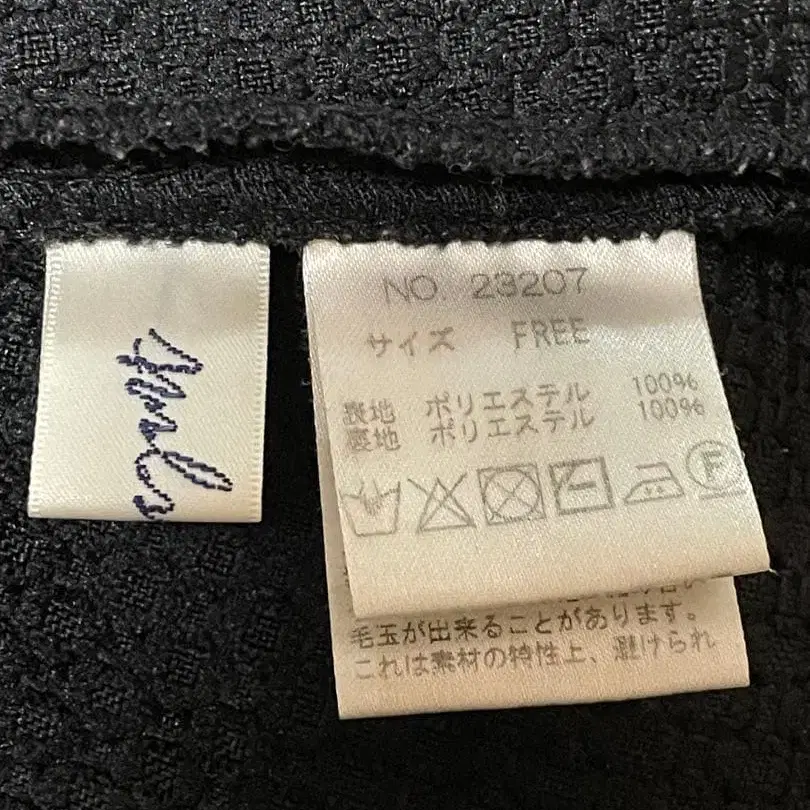 NO. 23207
サイズ FREE
表地 ポリエステル 100%
裏地 ポリエステル 100%
F
毛玉が出来ることがあります。
これは素材の特性上、避けられ